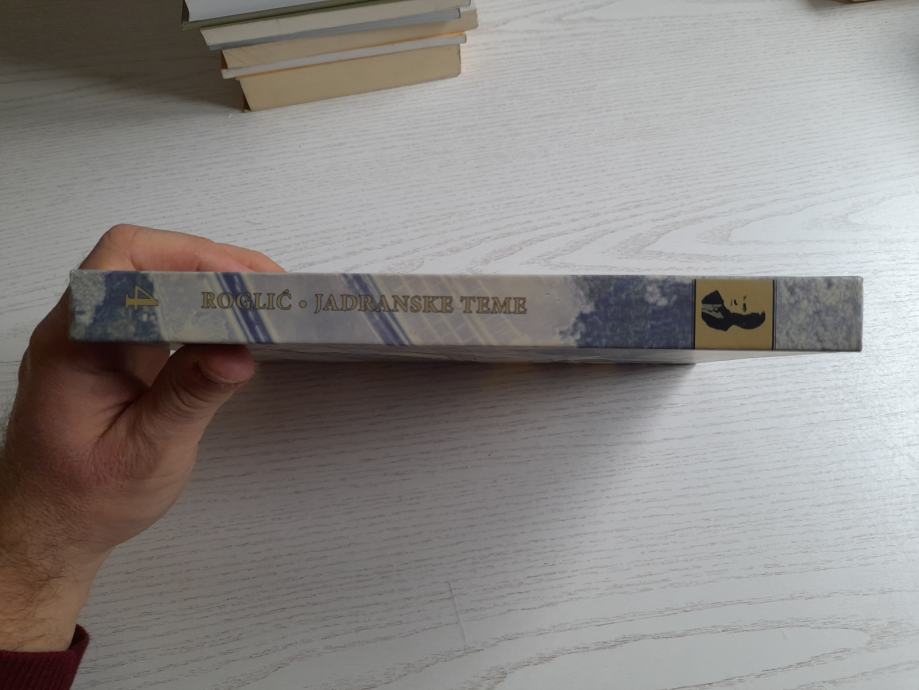 4
ROGLIĆ • JADRANSKE TEME